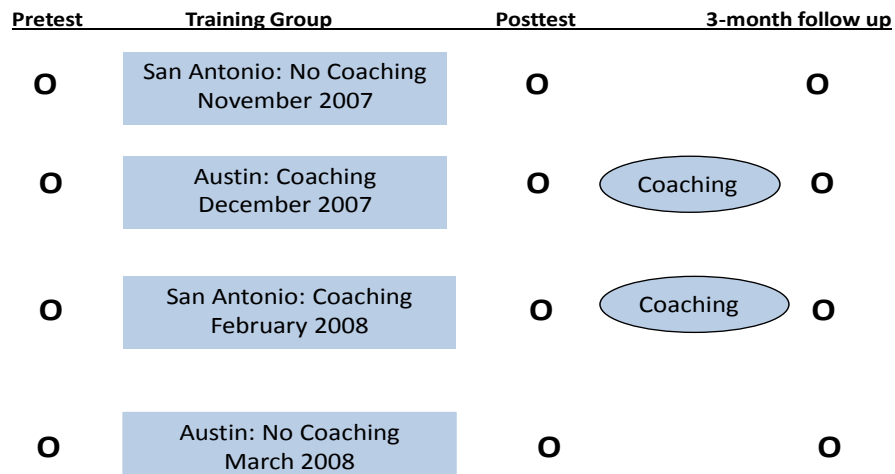 Pretest Training Group Posttest 3-month follow up
O San Antonio: No Coaching O O
November 2007
O Austin: Coaching O Coaching O
December 2007
O San Antonio: Coaching O Coaching O
February 2008
O Austin: No Coaching O O
March 2008